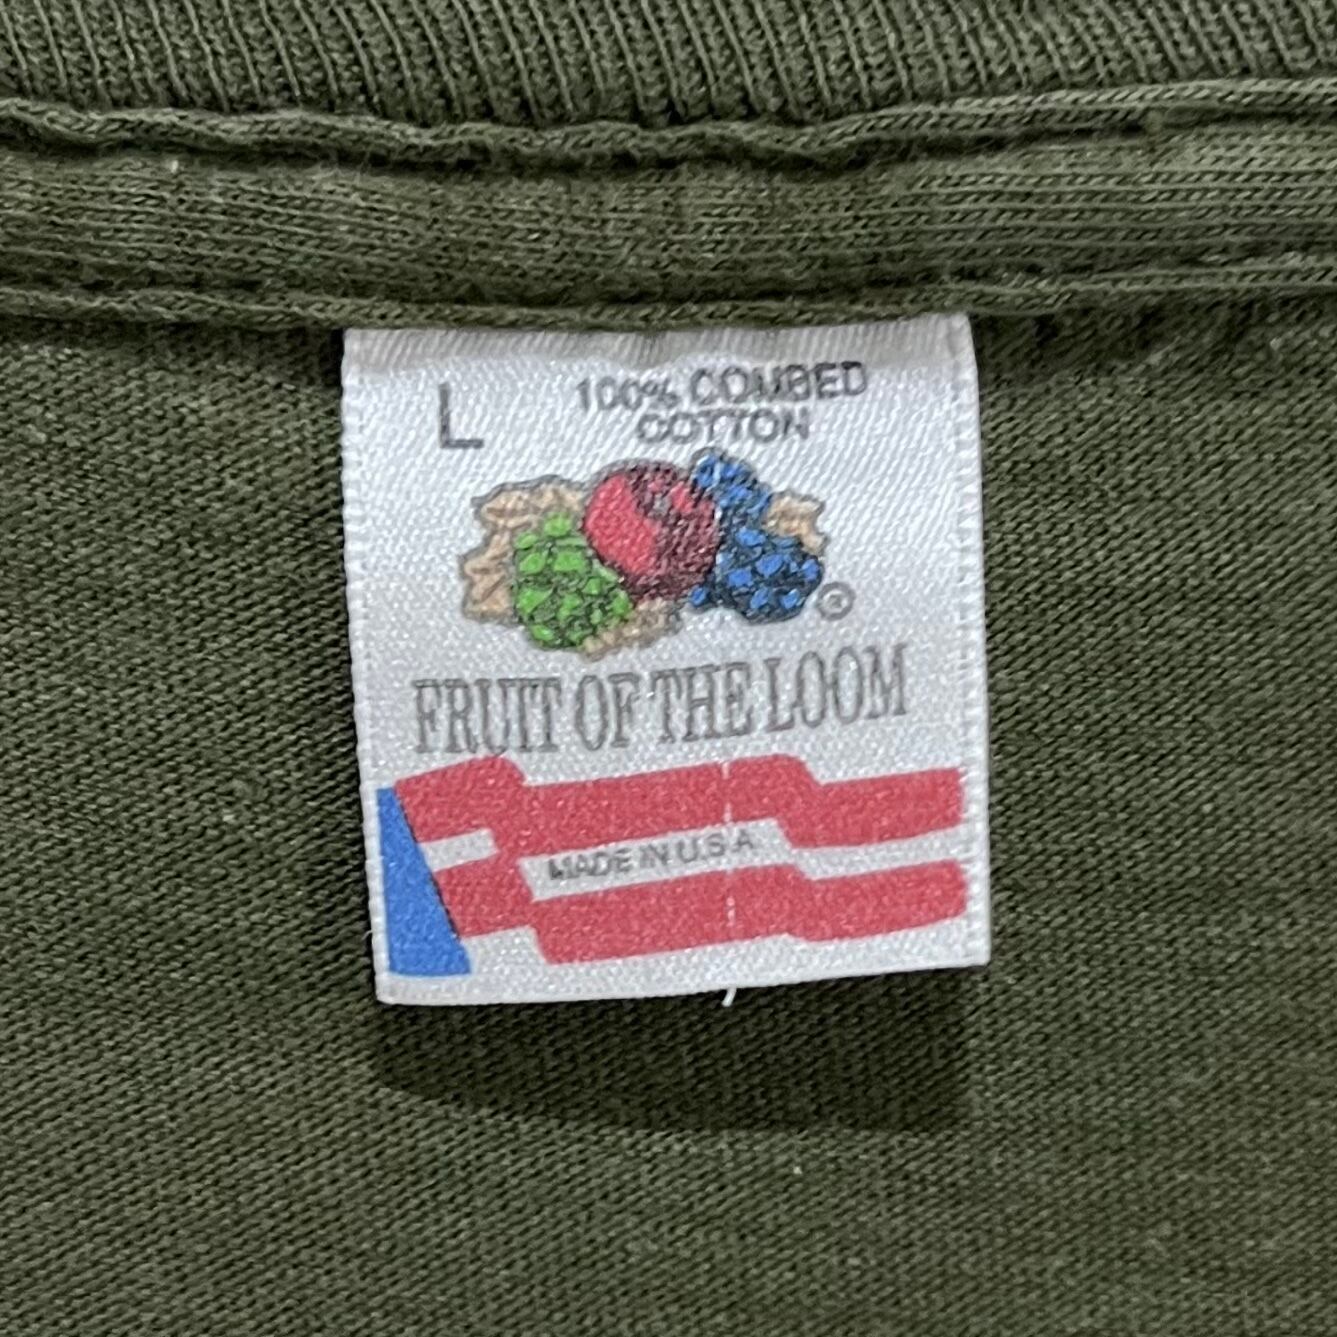 L
100% COMBED
COTTON
®
FRUIT OF THE LOOM
MADE IN U.S.A.